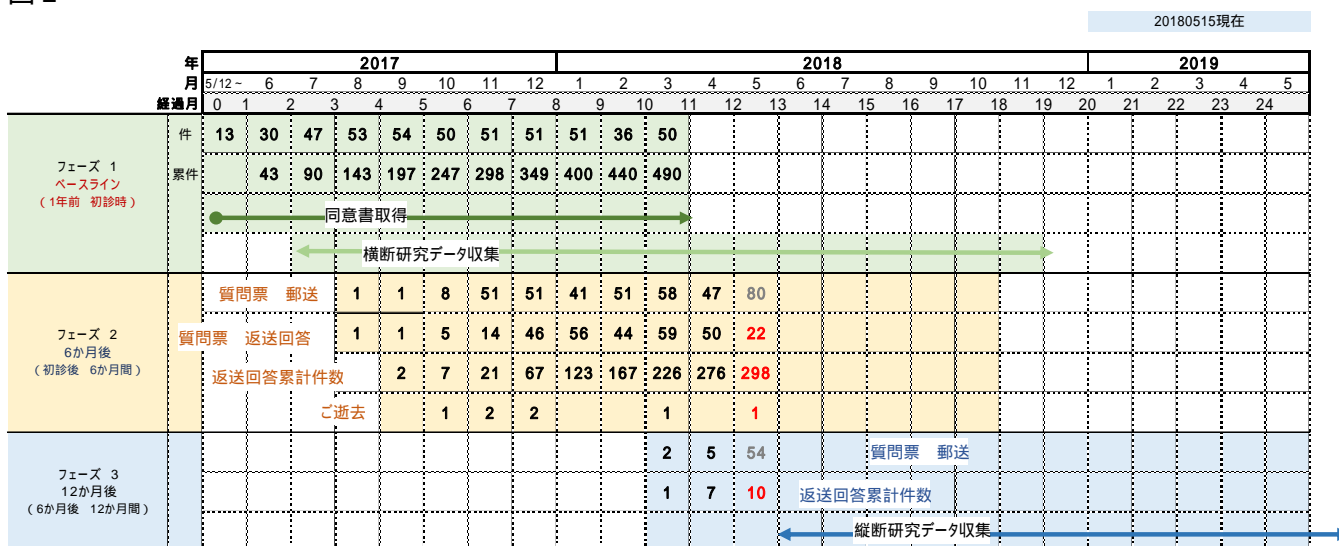 20180515現在
年 2017 2018 2019
月 5/12~ 6 7 8 9 10 11 12 1 2 3 4 5 6 7 8 9 10 11 12 1 2 3 4 5
経過月 0 1 2 3 4 5 6 7 8 9 10 11 12 13 14 15 16 17 18 19 20 21 22 23 24
フェーズ 1
ベースライン
(1年前 初診時)
件 13 30 47 53 54 50 51 51 51 36 50
累件 43 90 143 197 247 298 349 400 440 490
同意書取得
横断研究データ収集
フェーズ 2
6か月後
(初診後 6か月間)
質問票 郵送 1 1 8 51 51 41 51 58 47 80
質問票 返送回答 1 1 5 14 46 56 44 59 50 22
返送回答累計件数 2 7 21 67 123 167 226 276 298
ご逝去 1 2 2 1 1
フェーズ 3
12か月後
(6か月後 12か月間)
2 5 54 質問票 郵送
1 7 10 返送回答累計件数
縦断研究データ収集